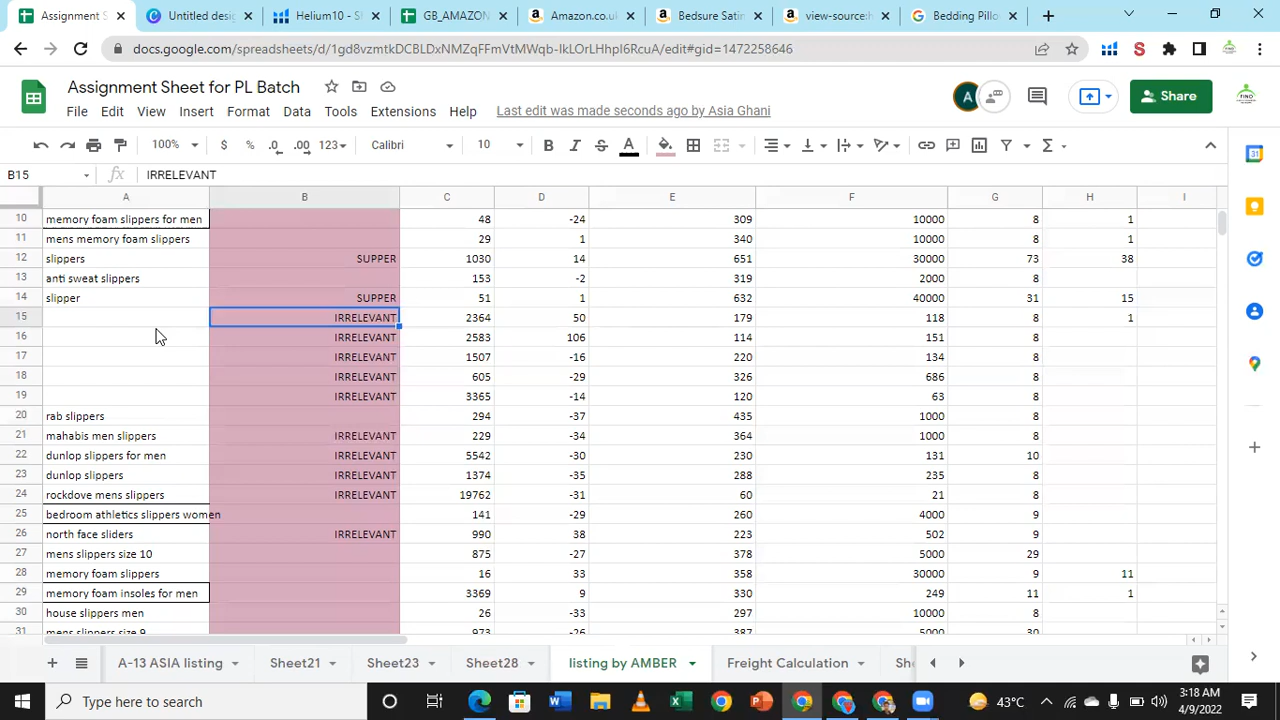 Assignment Sheet for PL Batch
Untitled desig
Helium10 - S
GB_AMAZON
Amazon.co.uk
Bedsure Satin
view-source:h
Bedding Pillo
docs.google.com/spreadsheets/d/1gd8vzmtkDCBLDxNMZqFFmVtMWqb-IkLOrLHhpl6RcuA/edit#gid=1472258646
Assignment Sheet for PL Batch
File Edit View Insert Format Data Tools Extensions Help Last edit was made seconds ago by Asia Ghani
A
Share
100% $ % .0 .00 123 Calibri 10 B I S A
B15 fx IRRELEVANT
A B C D E F G H I
10 memory foam slippers for men 48 -24 309 10000 8 1
11 mens memory foam slippers 29 1 340 10000 8 1
12 slippers SUPPER 1030 14 651 30000 73 38
13 anti sweat slippers 153 -2 319 2000 8
14 slipper SUPPER 51 1 632 40000 31 15
15 IRRELEVANT 2364 50 179 118 8 1
16 IRRELEVANT 2583 106 114 151 8
17 IRRELEVANT 1507 -16 220 134 8
18 IRRELEVANT 605 -29 326 686 8
19 IRRELEVANT 3365 -14 120 63 8
20 rab slippers 294 -37 435 1000 8
21 mahabis men slippers IRRELEVANT 229 -34 364 1000 8
22 dunlop slippers for men IRRELEVANT 5542 -30 230 131 10
23 dunlop slippers IRRELEVANT 1374 -35 288 235 8
24 rockdove mens slippers IRRELEVANT 19762 -31 60 21 8
25 bedroom athletics slippers women 141 -29 260 4000 9
26 north face sliders IRRELEVANT 990 38 223 502 9
27 mens slippers size 10 875 -27 378 5000 29
28 memory foam slippers 16 33 358 30000 9 11
29 memory foam insoles for men 3369 9 330 249 11 1
30 house slippers men 26 -33 297 10000 8
31 mens slippers size 9 973 -26 387 5000 30
A-13 ASIA listing Sheet21 Sheet23 Sheet28 listing by AMBER Freight Calculation She
Type here to search
43°C
3:18 AM
4/9/2022